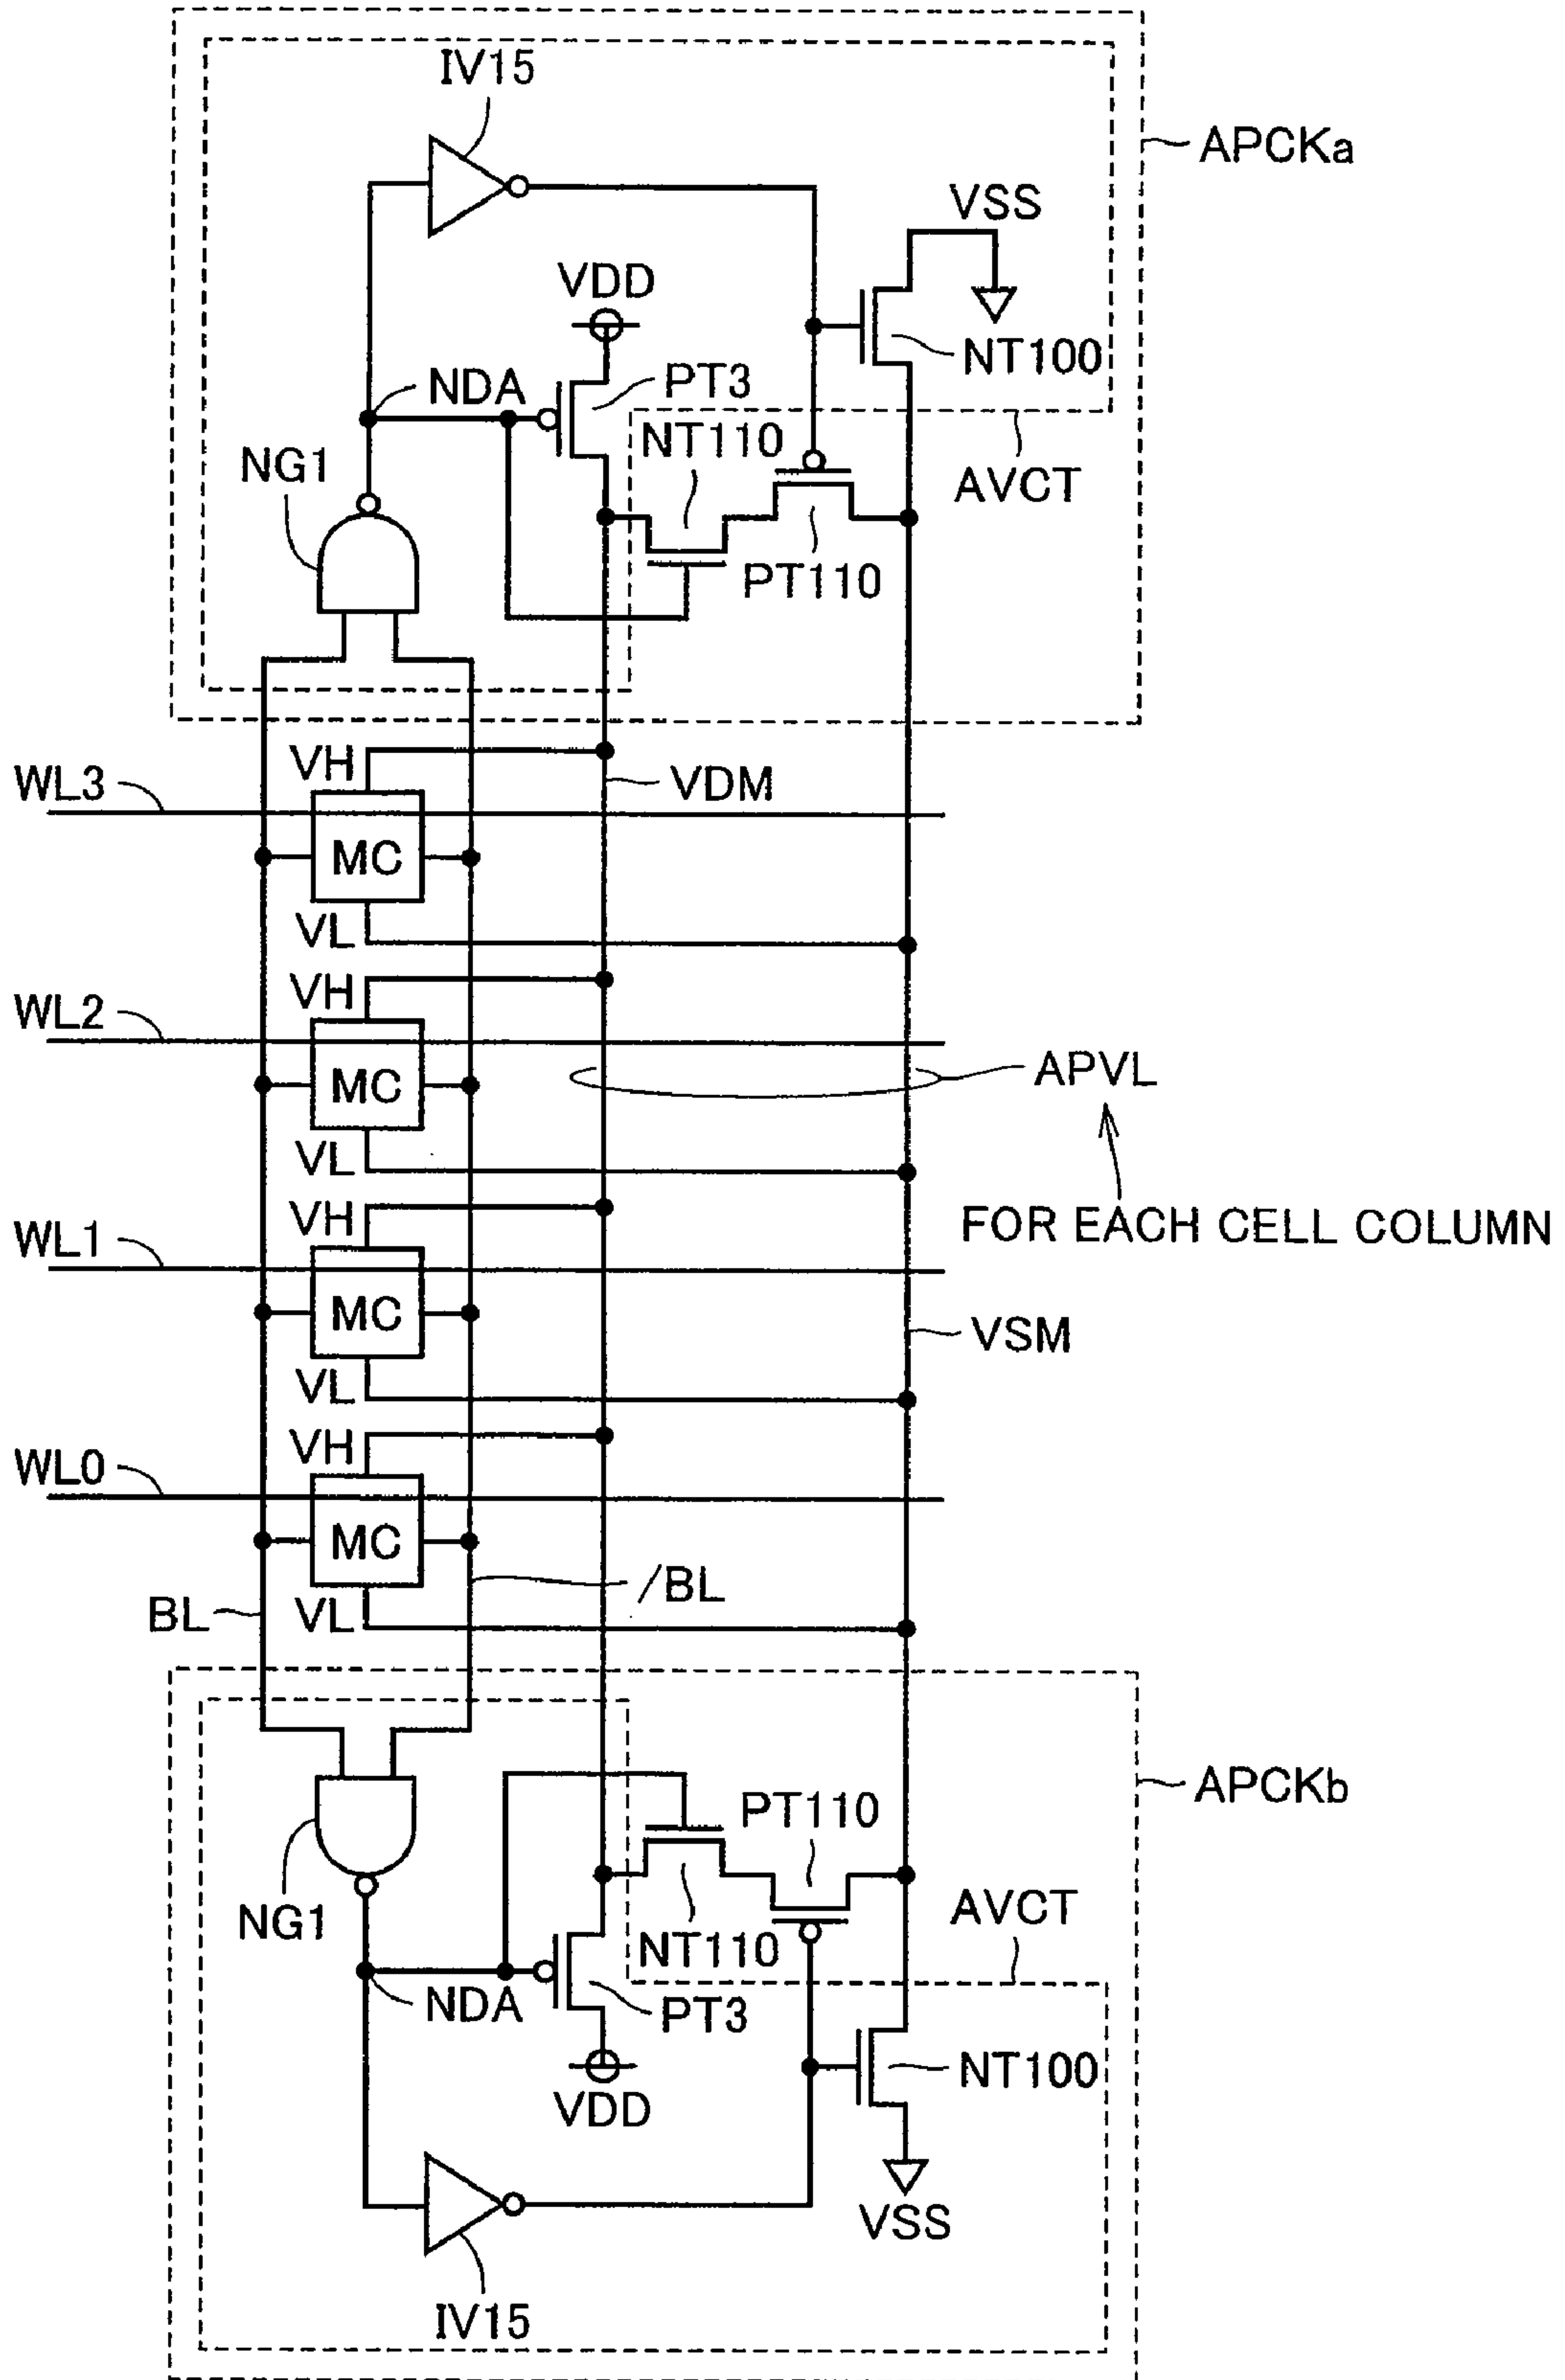 IV15
APCKa
VSS
VDD
NT100
NDA
PT3
NT110
NG1
AVCT
PT110
VH
WL3
VDM
MC
VL
VH
WL2
MC
APVL
VL
VH
FOR EACH CELL COLUMN
WL1
MC
VSM
VL
VH
WL0
MC
/BL
BL
VL
APCKb
PT110
AVCT
NG1
NT110
NDA
PT3
NT100
VDD
VSS
IV15